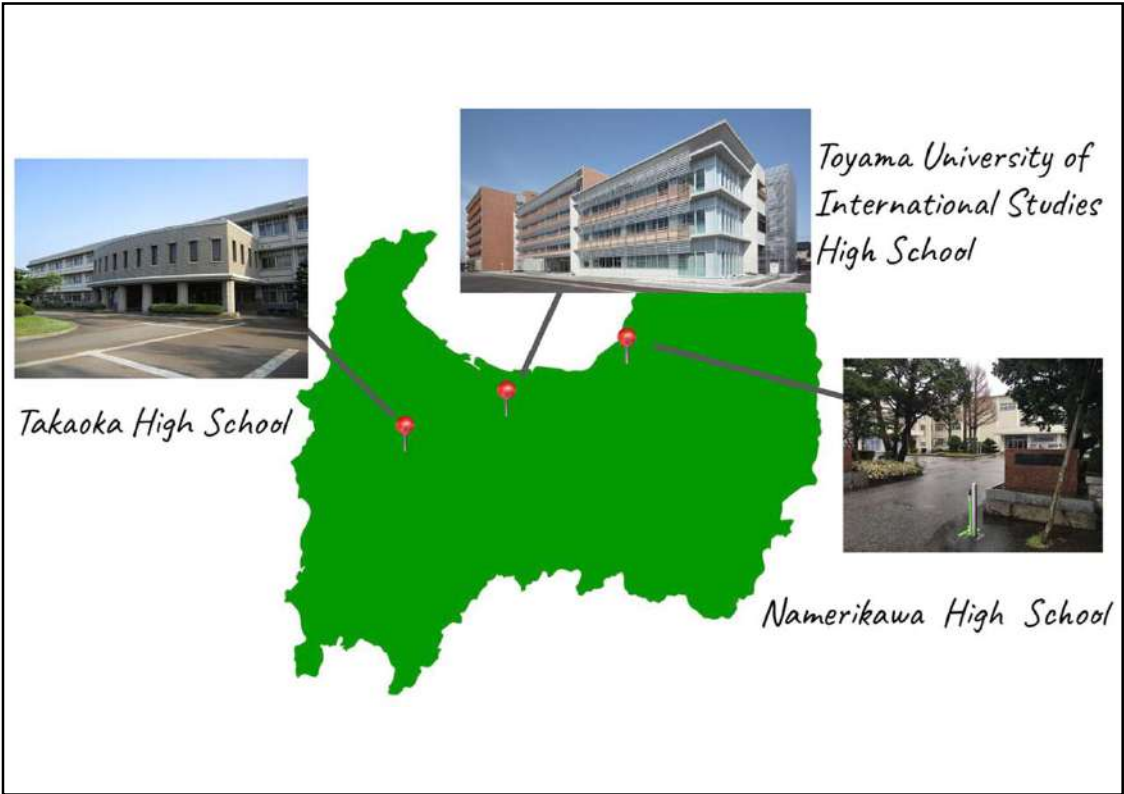 Toyama University of
International Studies
High School
Takaoka High School
Namerikawa High School